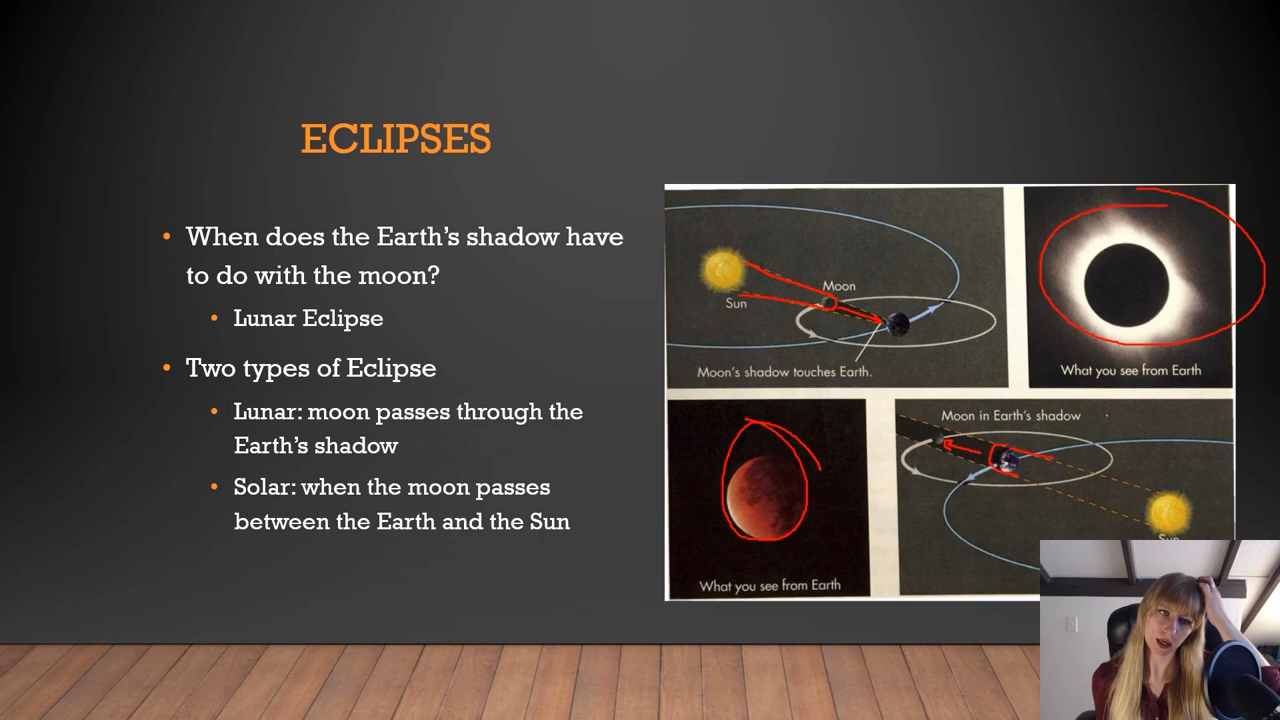 ECLIPSES
• When does the Earth's shadow have
to do with the moon?
• Lunar Eclipse
• Two types of Eclipse
• Lunar: moon passes through the
Earth's shadow
• Solar: when the moon passes
between the Earth and the Sun
Moon
Sun
Moon's shadow touches Earth.
What you see from Earth
Moon in Earth's shadow
Sun
What you see from Earth